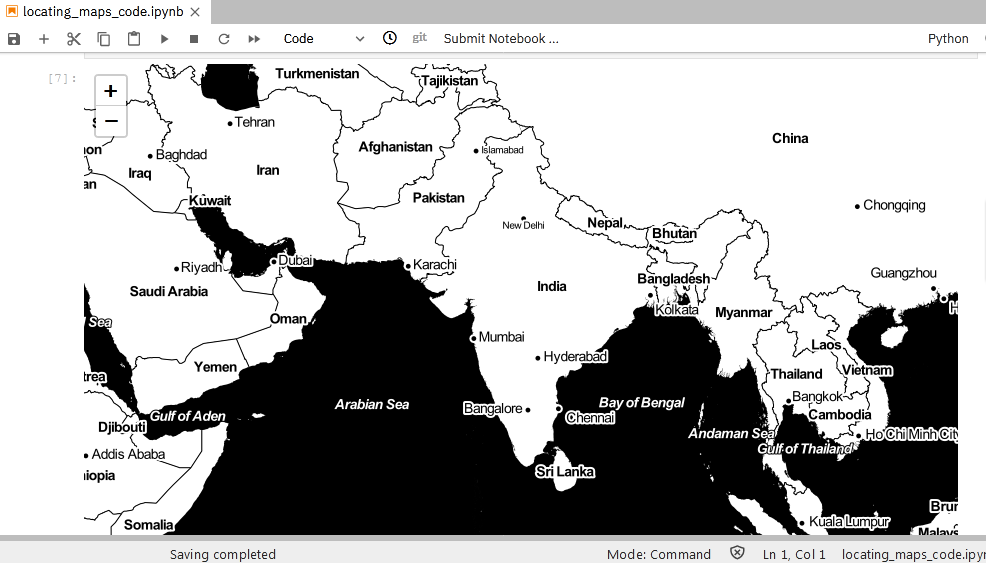 locating_maps_code.ipynb
Code
git
Submit Notebook ...
Python
[7]:
+
−
Turkmenistan
Tajikistan
Tehran
China
Afghanistan
Islamabad
Baghdad
Iraq
Iran
Pakistan
Kuwait
Chongqing
New Delhi
Nepal
Bhutan
Riyadh
Dubai
Karachi
Guangzhou
Bangladesh
India
Saudi Arabia
Kolkata
Myanmar
Oman
Sea
Mumbai
Laos
Hyderabad
Yemen
Vietnam
Thailand
Bangkok
Arabian Sea
Bay of Bengal
Bangalore
Gulf of Aden
Chennai
Cambodia
Djibouti
Andaman Sea
Ho Chi Minh City
Gulf of Thailand
Addis Ababa
Sri Lanka
Somalia
Kuala Lumpur
Saving completed
Mode: Command
Ln 1, Col 1
locating_maps_code.ipyn